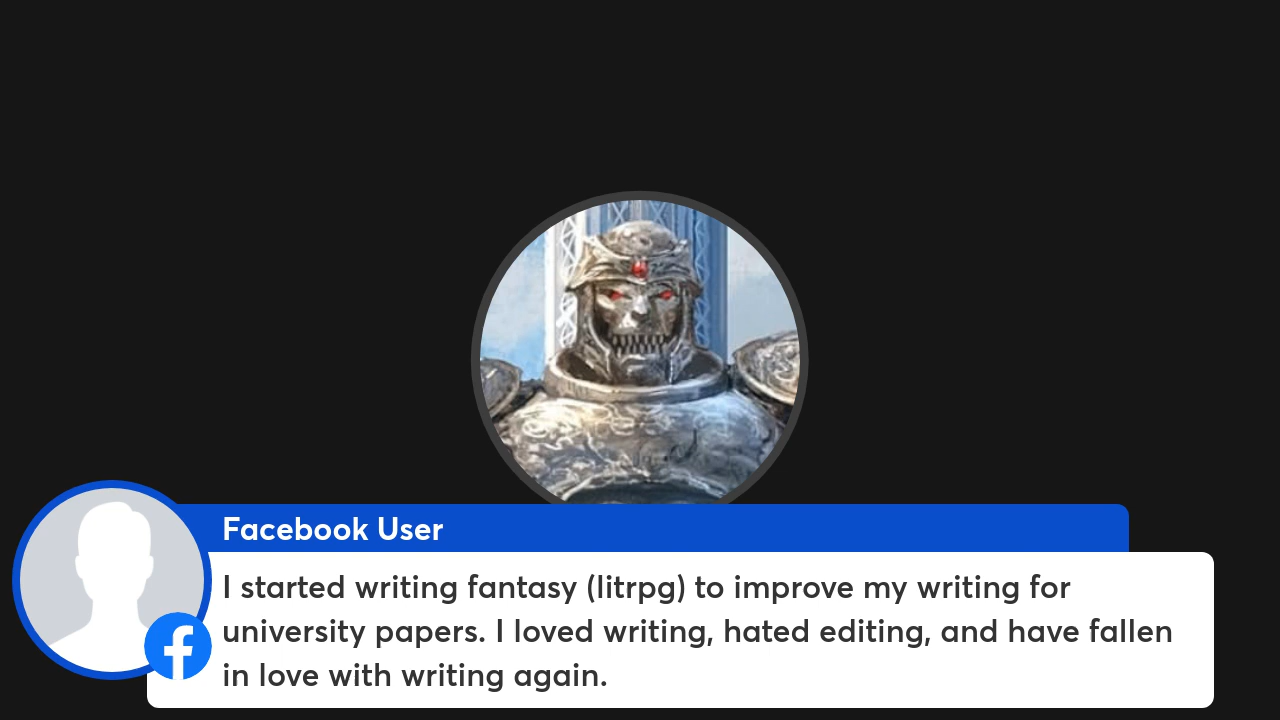 Facebook User
I started writing fantasy (litrpg) to improve my writing for
university papers. I loved writing, hated editing, and have fallen
in love with writing again.